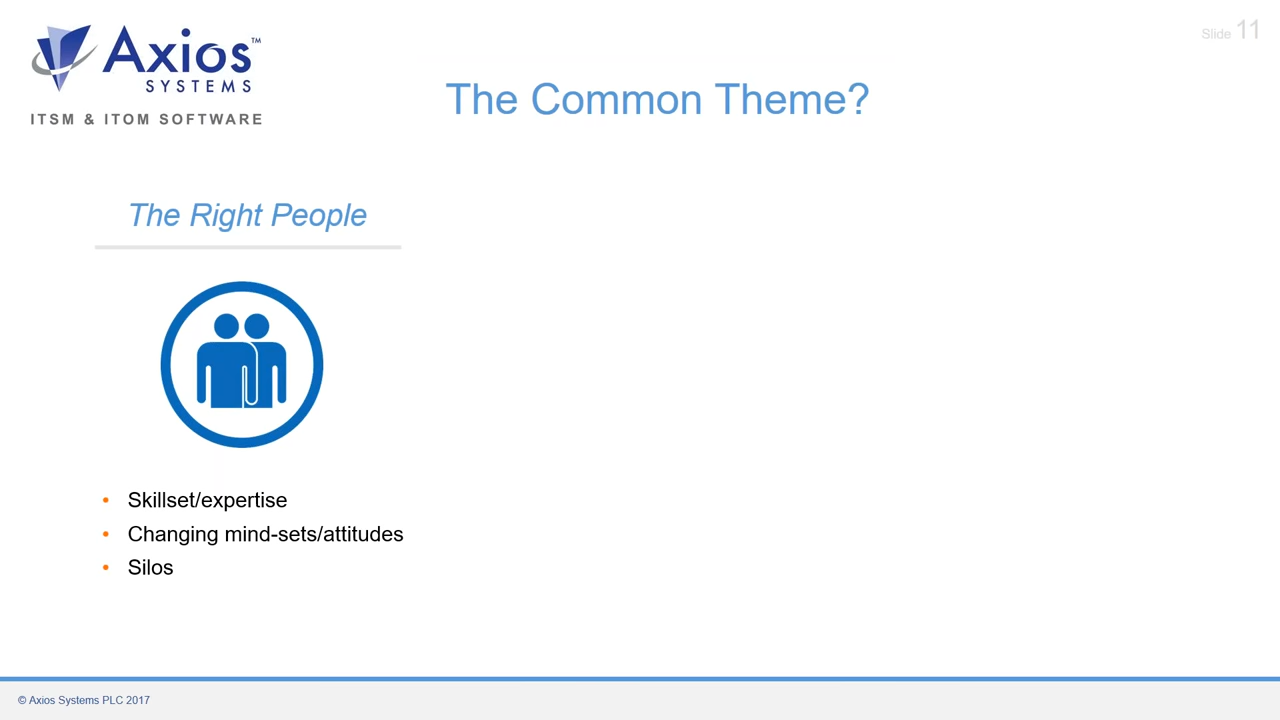 Axios™
SYSTEMS
ITSM & ITOM SOFTWARE
Slide 11
The Common Theme?
The Right People
• Skillset/expertise
• Changing mind-sets/attitudes
• Silos
© Axios Systems PLC 2017